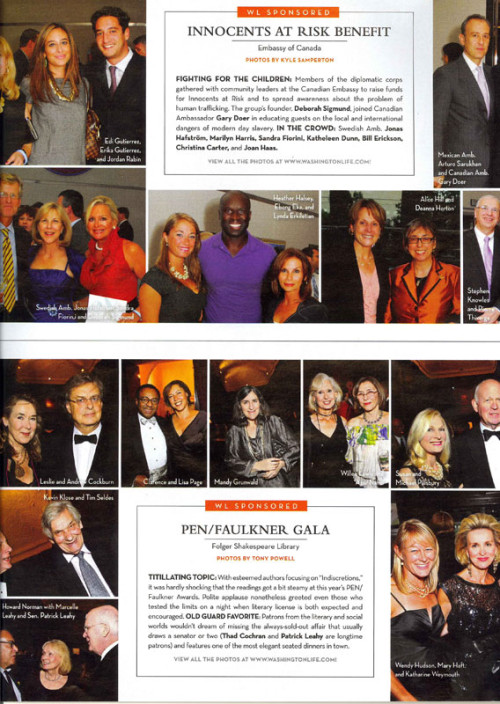 WL SPONSORED
INNOCENTS AT RISK BENEFIT
Embassy of Canada
PHOTOS BY KYLE SAMPERTON
FIGHTING FOR THE CHILDREN: Members of the diplomatic corps
gathered with community leaders at the Canadian Embassy to raise funds
for Innocents at Risk and to spread awareness about the problem of
human trafficking. The group's founder, Deborah Sigmund, joined Canadian
Ambassador Gary Doer in educating guests on the local and international
dangers of modern day slavery. IN THE CROWD: Swedish Amb. Jonas
Hafström, Marilyn Harris, Sandra Fiorini, Katheleen Dunn, Bill Erickson,
Christina Carter, and Joan Haas.
VIEW ALL THE PHOTOS AT WWW.WASHINGTONLIFE.COM!
Edi Gutierres,
Erika Gutierres,
and Jordan Rabin
Mexican Amb.
Arturo Sarukhan
and Canadian Amb.
Gary Doer
Swedish Amb.
Fiorini and Deborah Sigmund
Heather Halsey,
Lynda Erkiletian
Allice Hill and
Deanna Horton
Stephen
Knowles
and
Leslie and Andrew Cockburn
Clarence and Lisa Page
Mandy Grunwald
Willee
and
Michael Pillsbury
Kevin Klose and Tim Seldes
Howard Norman with Marcelle
Leahy and Sen. Patrick Leahy
WL SPONSORED
PEN/FAULKNER GALA
Folger Shakespeare Library
PHOTOS BY TONY POWELL
TITILLATING TOPIC: With esteemed authors focusing on "Indiscretions,"
it was hardly shocking that the readings got a bit steamy at this year's PEN/
Faulkner Awards. Polite applause nonetheless greeted even those who
tested the limits on a night when literary license is both expected and
encouraged. OLD GUARD FAVORITE: Patrons from the literary and social
worlds wouldn't dream of missing the always-sold-out affair that usually
draws a senator or two (Thad Cochran and Patrick Leahy are longtime
patrons) and features one of the most elegant seated dinners in town.
VIEW ALL THE PHOTOS AT WWW.WASHINGTONLIFE.COM!
Wendy Hudson, Mary Haft,
and Katharine Weymouth